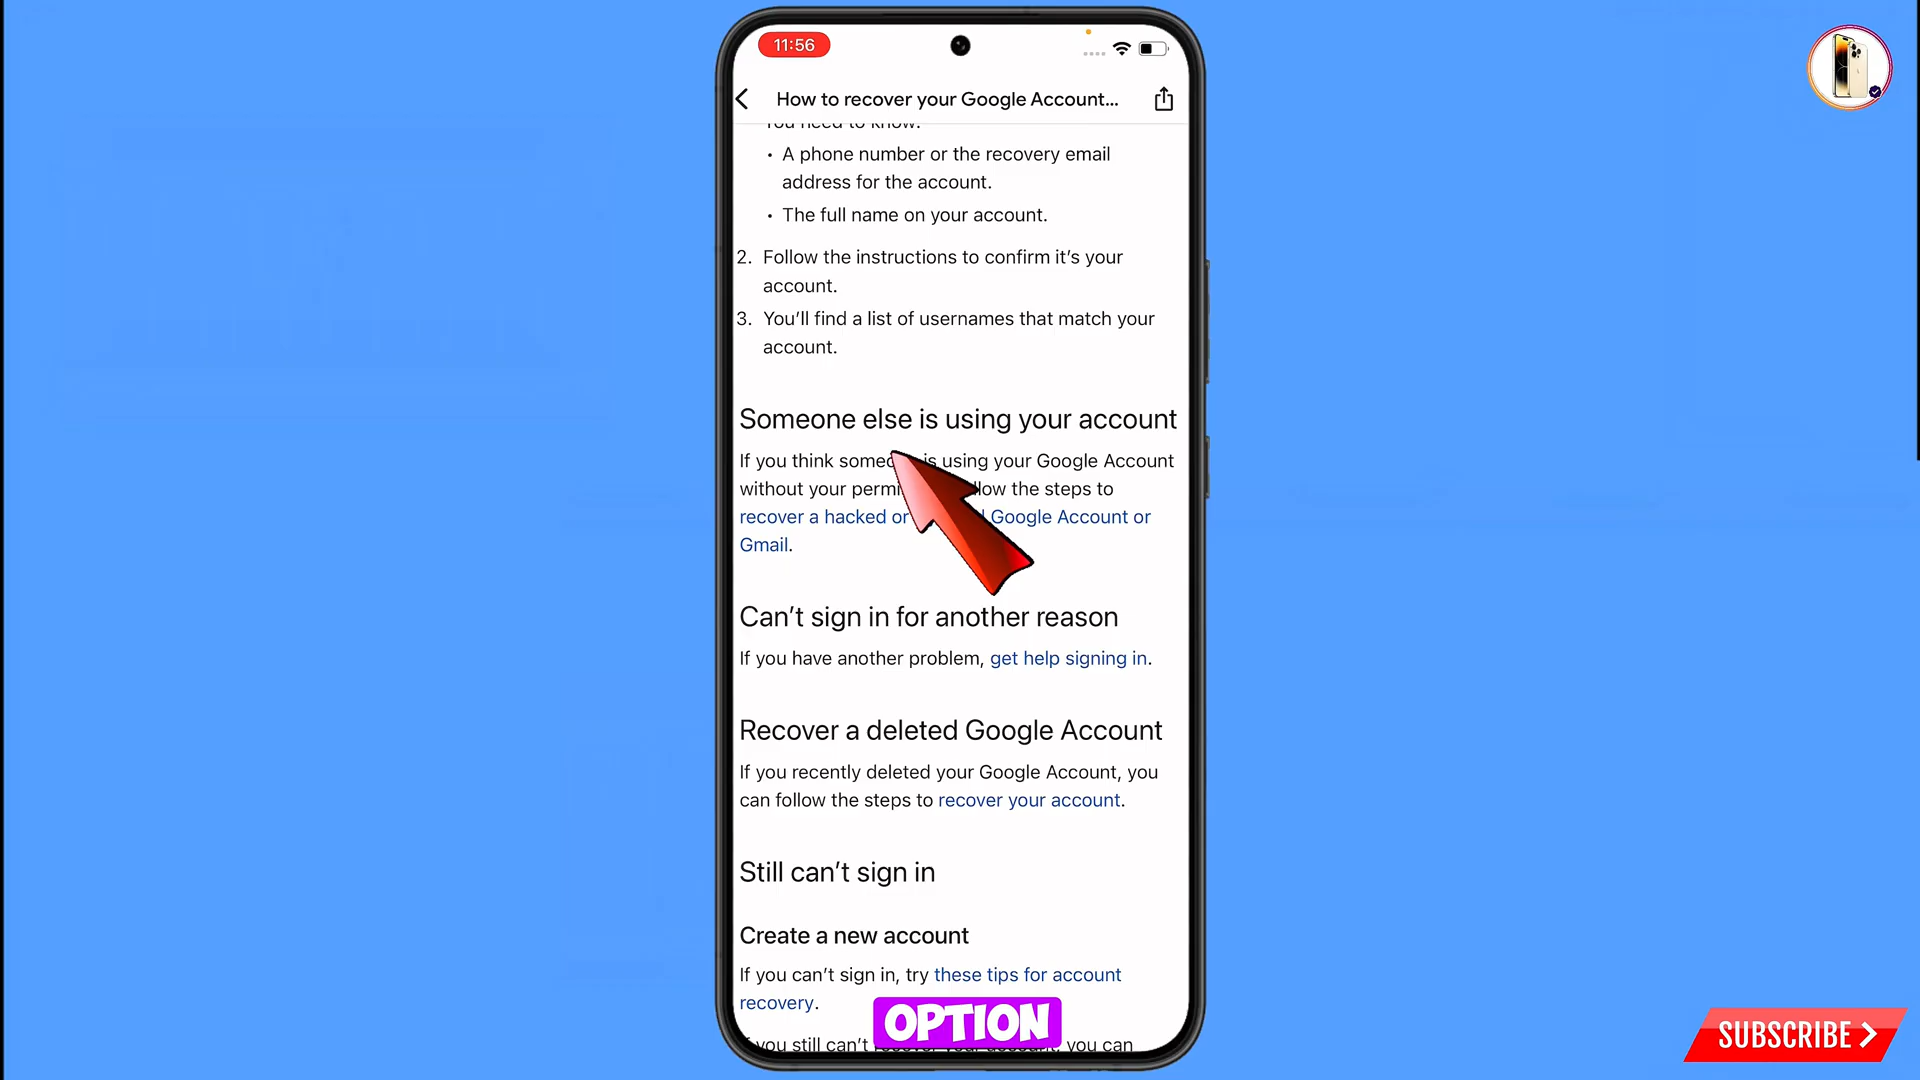 11:56
How to recover your Google Account...
You need to know:
• A phone number or the recovery email
address for the account.
• The full name on your account.
2. Follow the instructions to confirm it's your
account.
3. You'll find a list of usernames that match your
account.
Someone else is using your account
If you think is using your Google Account
without your the steps to
recover a hacked or Google Account or
Gmail.
Can't sign in for another reason
If you have another problem, get help signing in.
Recover a deleted Google Account
If you recently deleted your Google Account, you
can follow the steps to recover your account.
Still can't sign in
Create a new account
If you can't sign in, try these tips for account
recovery.
OPTION
you still can't you can
SUBSCRIBE